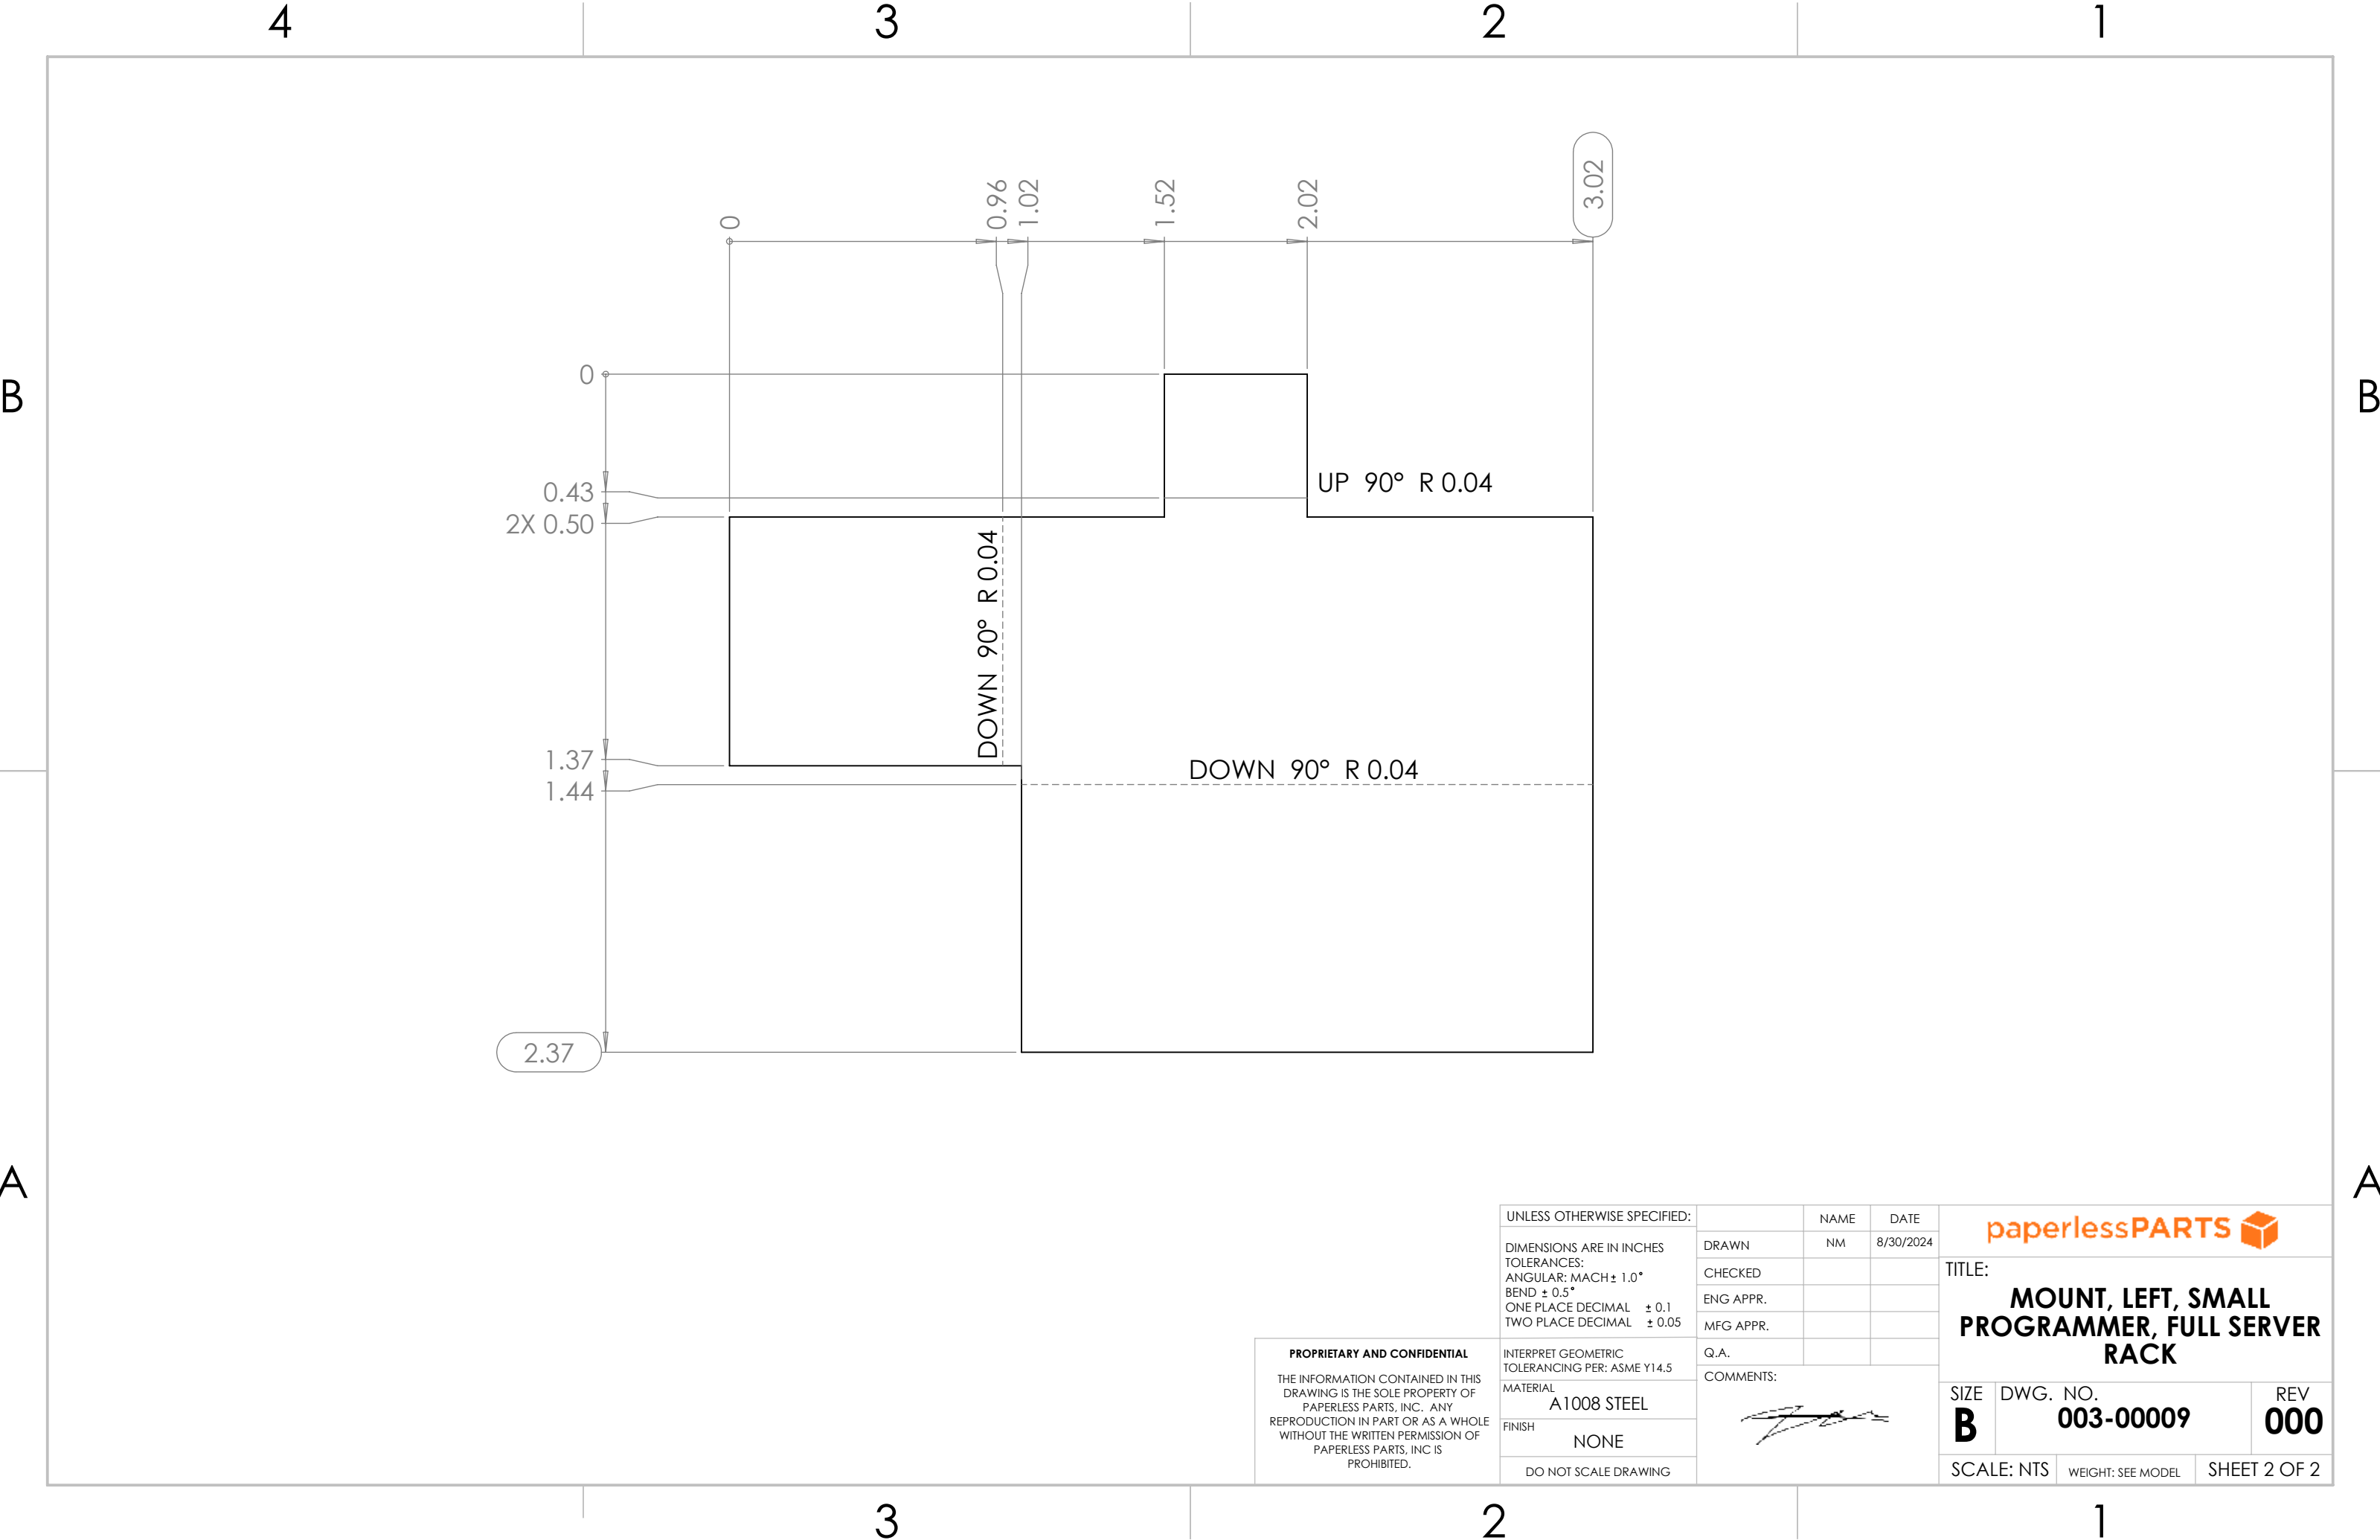 4
3
2
1
B
B
A
A
3
2
1
0
0.96
1.02
1.52
2.02
3.02
0
0.43
2X 0.50
1.37
1.44
2.37
UP 90° R 0.04
DOWN 90° R 0.04
DOWN 90° R 0.04
PROPRIETARY AND CONFIDENTIAL
THE INFORMATION CONTAINED IN THIS
DRAWING IS THE SOLE PROPERTY OF
PAPERLESS PARTS, INC. ANY
REPRODUCTION IN PART OR AS A WHOLE
WITHOUT THE WRITTEN PERMISSION OF
PAPERLESS PARTS, INC IS
PROHIBITED.
UNLESS OTHERWISE SPECIFIED:
DIMENSIONS ARE IN INCHES
TOLERANCES:
ANGULAR: MACH ± 1.0°
BEND ± 0.5°
ONE PLACE DECIMAL ± 0.1
TWO PLACE DECIMAL ± 0.05
INTERPRET GEOMETRIC
TOLERANCING PER: ASME Y14.5
MATERIAL
A1008 STEEL
FINISH
NONE
DO NOT SCALE DRAWING
NAME DATE
DRAWN NM 8/30/2024
CHECKED
ENG APPR.
MFG APPR.
Q.A.
COMMENTS:
paperlessPARTS
TITLE:
MOUNT, LEFT, SMALL
PROGRAMMER, FULL SERVER
RACK
SIZE DWG. NO. REV
B 003-00009 000
SCALE: NTS WEIGHT: SEE MODEL SHEET 2 OF 2